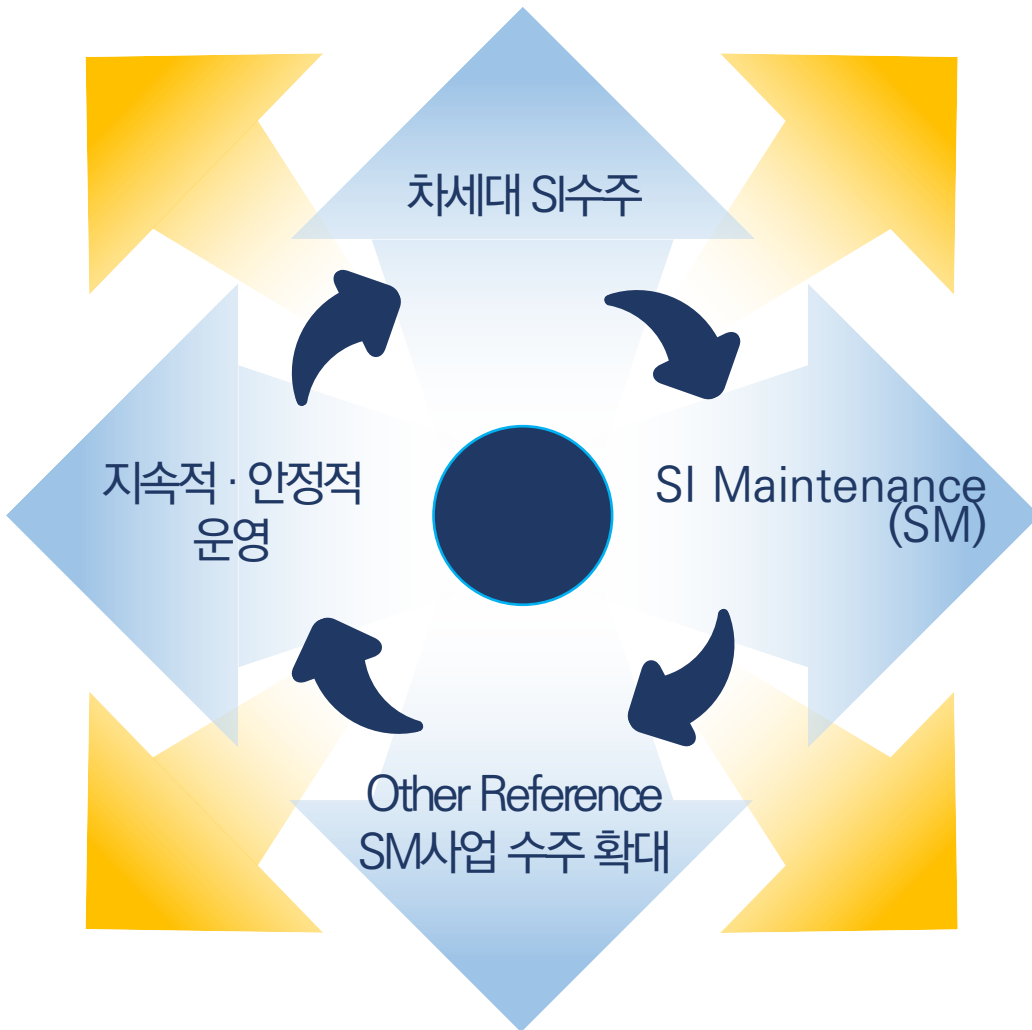 차세대 SI수주
지속적 · 안정적
운영
SI Maintenance
(SM)
Other Reference
SM사업 수주 확대